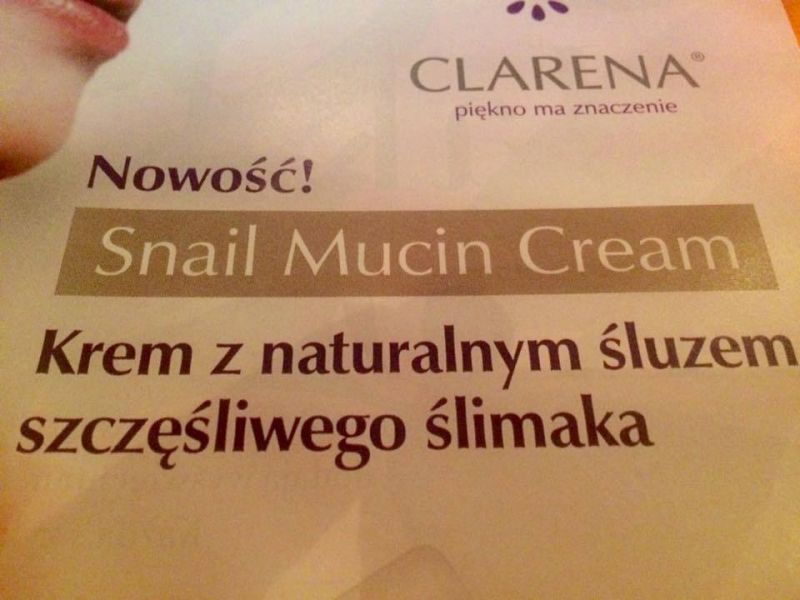 CLARENA®
piękno ma znaczenie
Nowość!
Snail Mucin Cream
Krem z naturalnym śluzem
szczęśliwego ślimaka